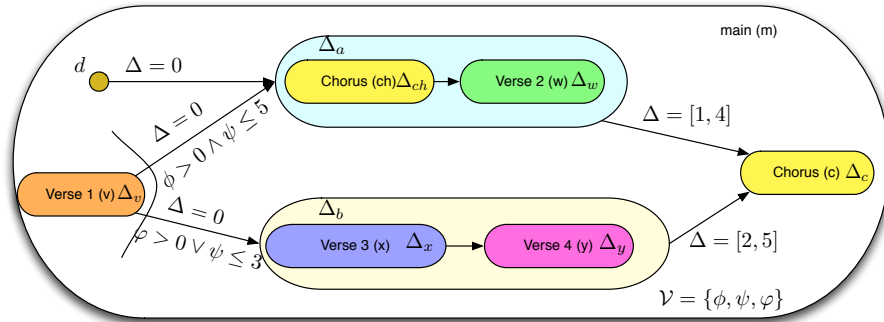 main (m)
Δ_a
d
Δ = 0
Chorus (ch) Δ_ch
Verse 2 (w) Δ_w
Δ = 0
ϕ > 0 ∧ ψ ≤ 5
Δ = [1, 4]
Verse 1 (v) Δ_v
Chorus (c) Δ_c
Δ = 0
φ > 0 ∨ ψ ≤ 3
Δ_b
Verse 3 (x) Δ_x
Verse 4 (y) Δ_y
Δ = [2, 5]
𝒱 = {ϕ, ψ, φ}